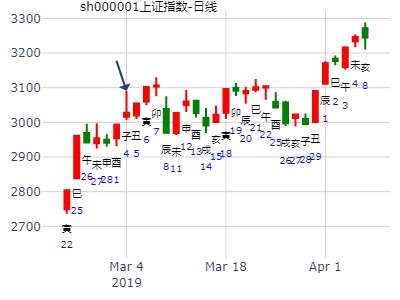 sh000001上证指数-日线
3300
3200
3100
3000
2900
2800
2700
寅
22
巳
25
午
26
未
27
申
28
酉
1
子
4
丑
5
寅
6
卯
7
辰
8
未
11
申
12
酉
13
戌
14
亥
15
寅
18
卯
19
辰
20
巳
21
午
22
酉
25
戌
26
亥
27
子
28
丑
29
辰
1
巳
2
午
3
未
4
亥
8
Mar 4
2019
Mar 18
Apr 1